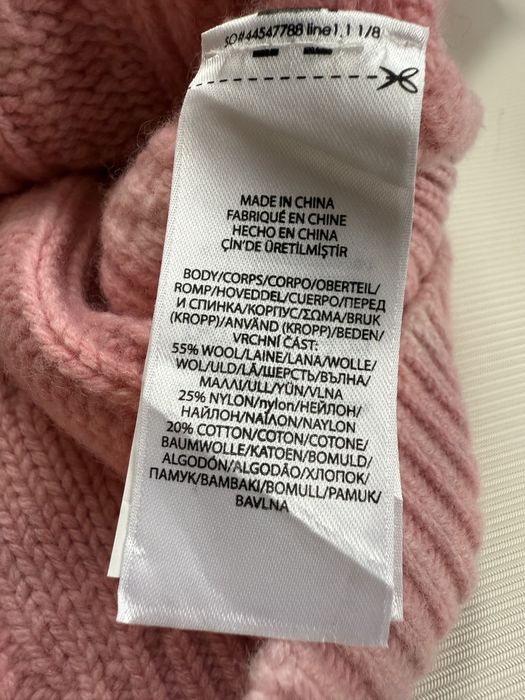 SO#44547788 line1,1 1/8
MADE IN CHINA
FABRIQUÉ EN CHINE
HECHO EN CHINA
ÇİN'DE ÜRETİLMİŞTİR
BODY/CORPS/CORPO/OBERTEIL/
ROMP/HOVEDDEL/CUERPO/ПЕРЕД
И СПИНКА/КОРПУС/ΣΩΜΑ/BRUK
(KROPP)/ANVÄND (KROPP)/BEDEN/
VRCHNÍ ČÁST:
55% WOOL/LAINE/LANA/WOLLE/
WOL/ULD/LÃ/ШЕРСТЬ/ВЪЛНА/
ΜΑΛΛΙ/ULL/YÜN/VLNA
25% NYLON/nylon/НЕЙЛОН/
НАЙЛОН/ΝΑΪΛΟΝ/NAYLON
20% COTTON/COTON/COTONE/
BAUMWOLLE/KATOEN/BOMULD/
ALGODÓN/ALGODÃO/ХЛОПОК/
ПАМУК/ΒΑΜΒΑΚΙ/BOMULL/PAMUK/
BAVLNA